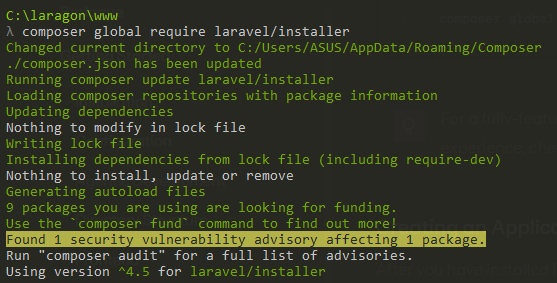 C:\laragon\www
λ composer global require laravel/installer
Changed current directory to C:/Users/ASUS/AppData/Roaming/Composer
./composer.json has been updated
Running composer update laravel/installer
Loading composer repositories with package information
Updating dependencies
Nothing to modify in lock file
Writing lock file
Installing dependencies from lock file (including require-dev)
Nothing to install, update or remove
Generating autoload files
9 packages you are using are looking for funding.
Use the `composer fund` command to find out more!
Found 1 security vulnerability advisory affecting 1 package.
Run "composer audit" for a full list of advisories.
Using version ^4.5 for laravel/installer